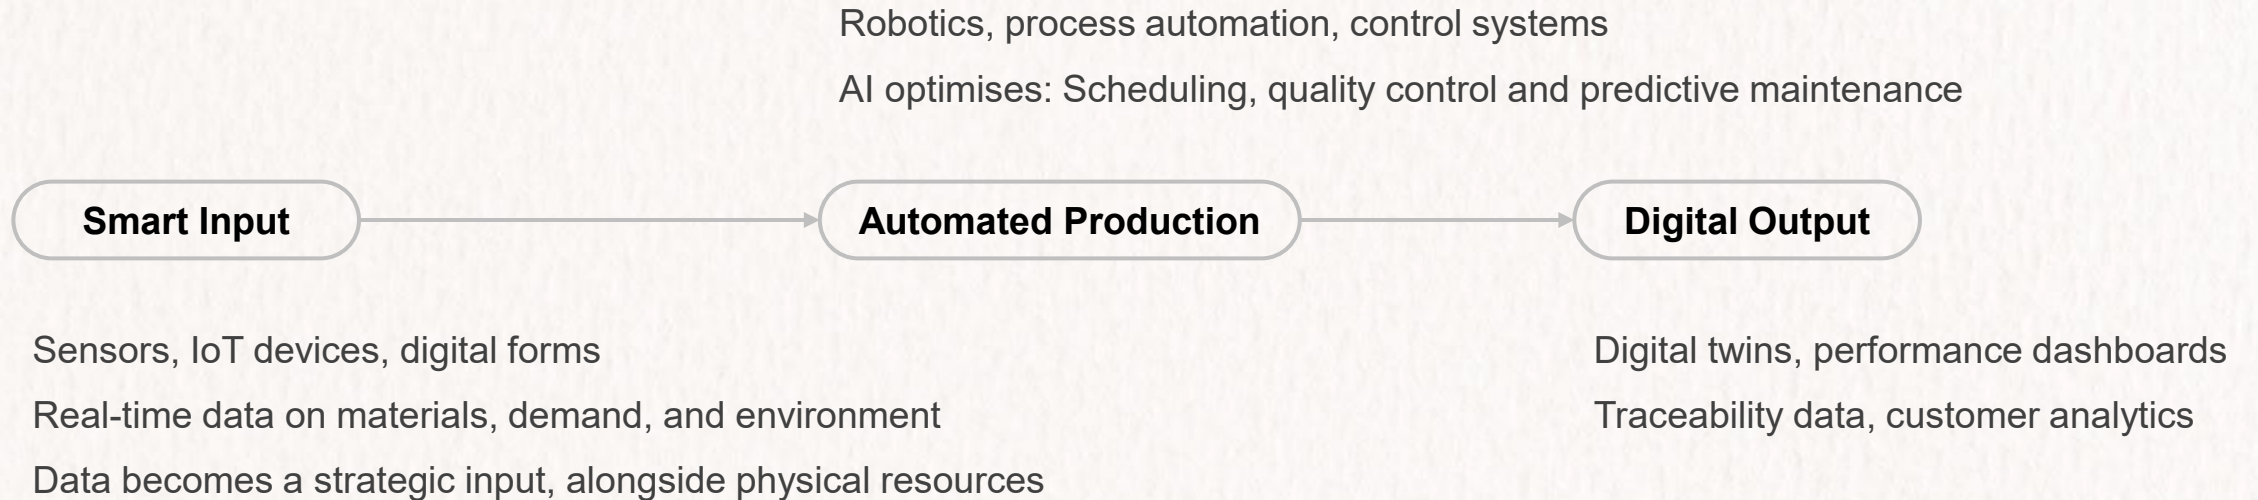 Robotics, process automation, control systems
AI optimises: Scheduling, quality control and predictive maintenance
Smart Input
Automated Production
Digital Output
Sensors, IoT devices, digital forms
Real-time data on materials, demand, and environment
Data becomes a strategic input, alongside physical resources
Digital twins, performance dashboards
Traceability data, customer analytics